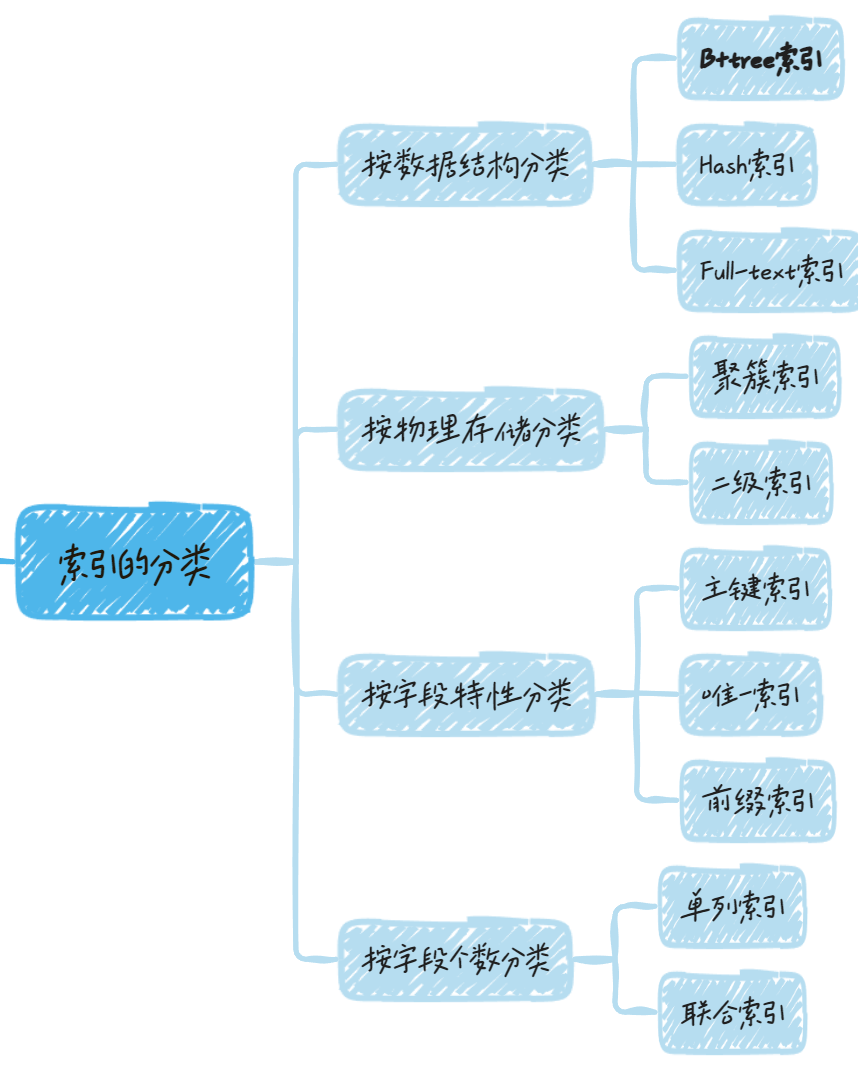 索引的分类
按数据结构分类
B+tree索引
Hash索引
Full-text索引
按物理存储分类
聚簇索引
二级索引
按字段特性分类
主键索引
唯一索引
前缀索引
按字段个数分类
单列索引
联合索引